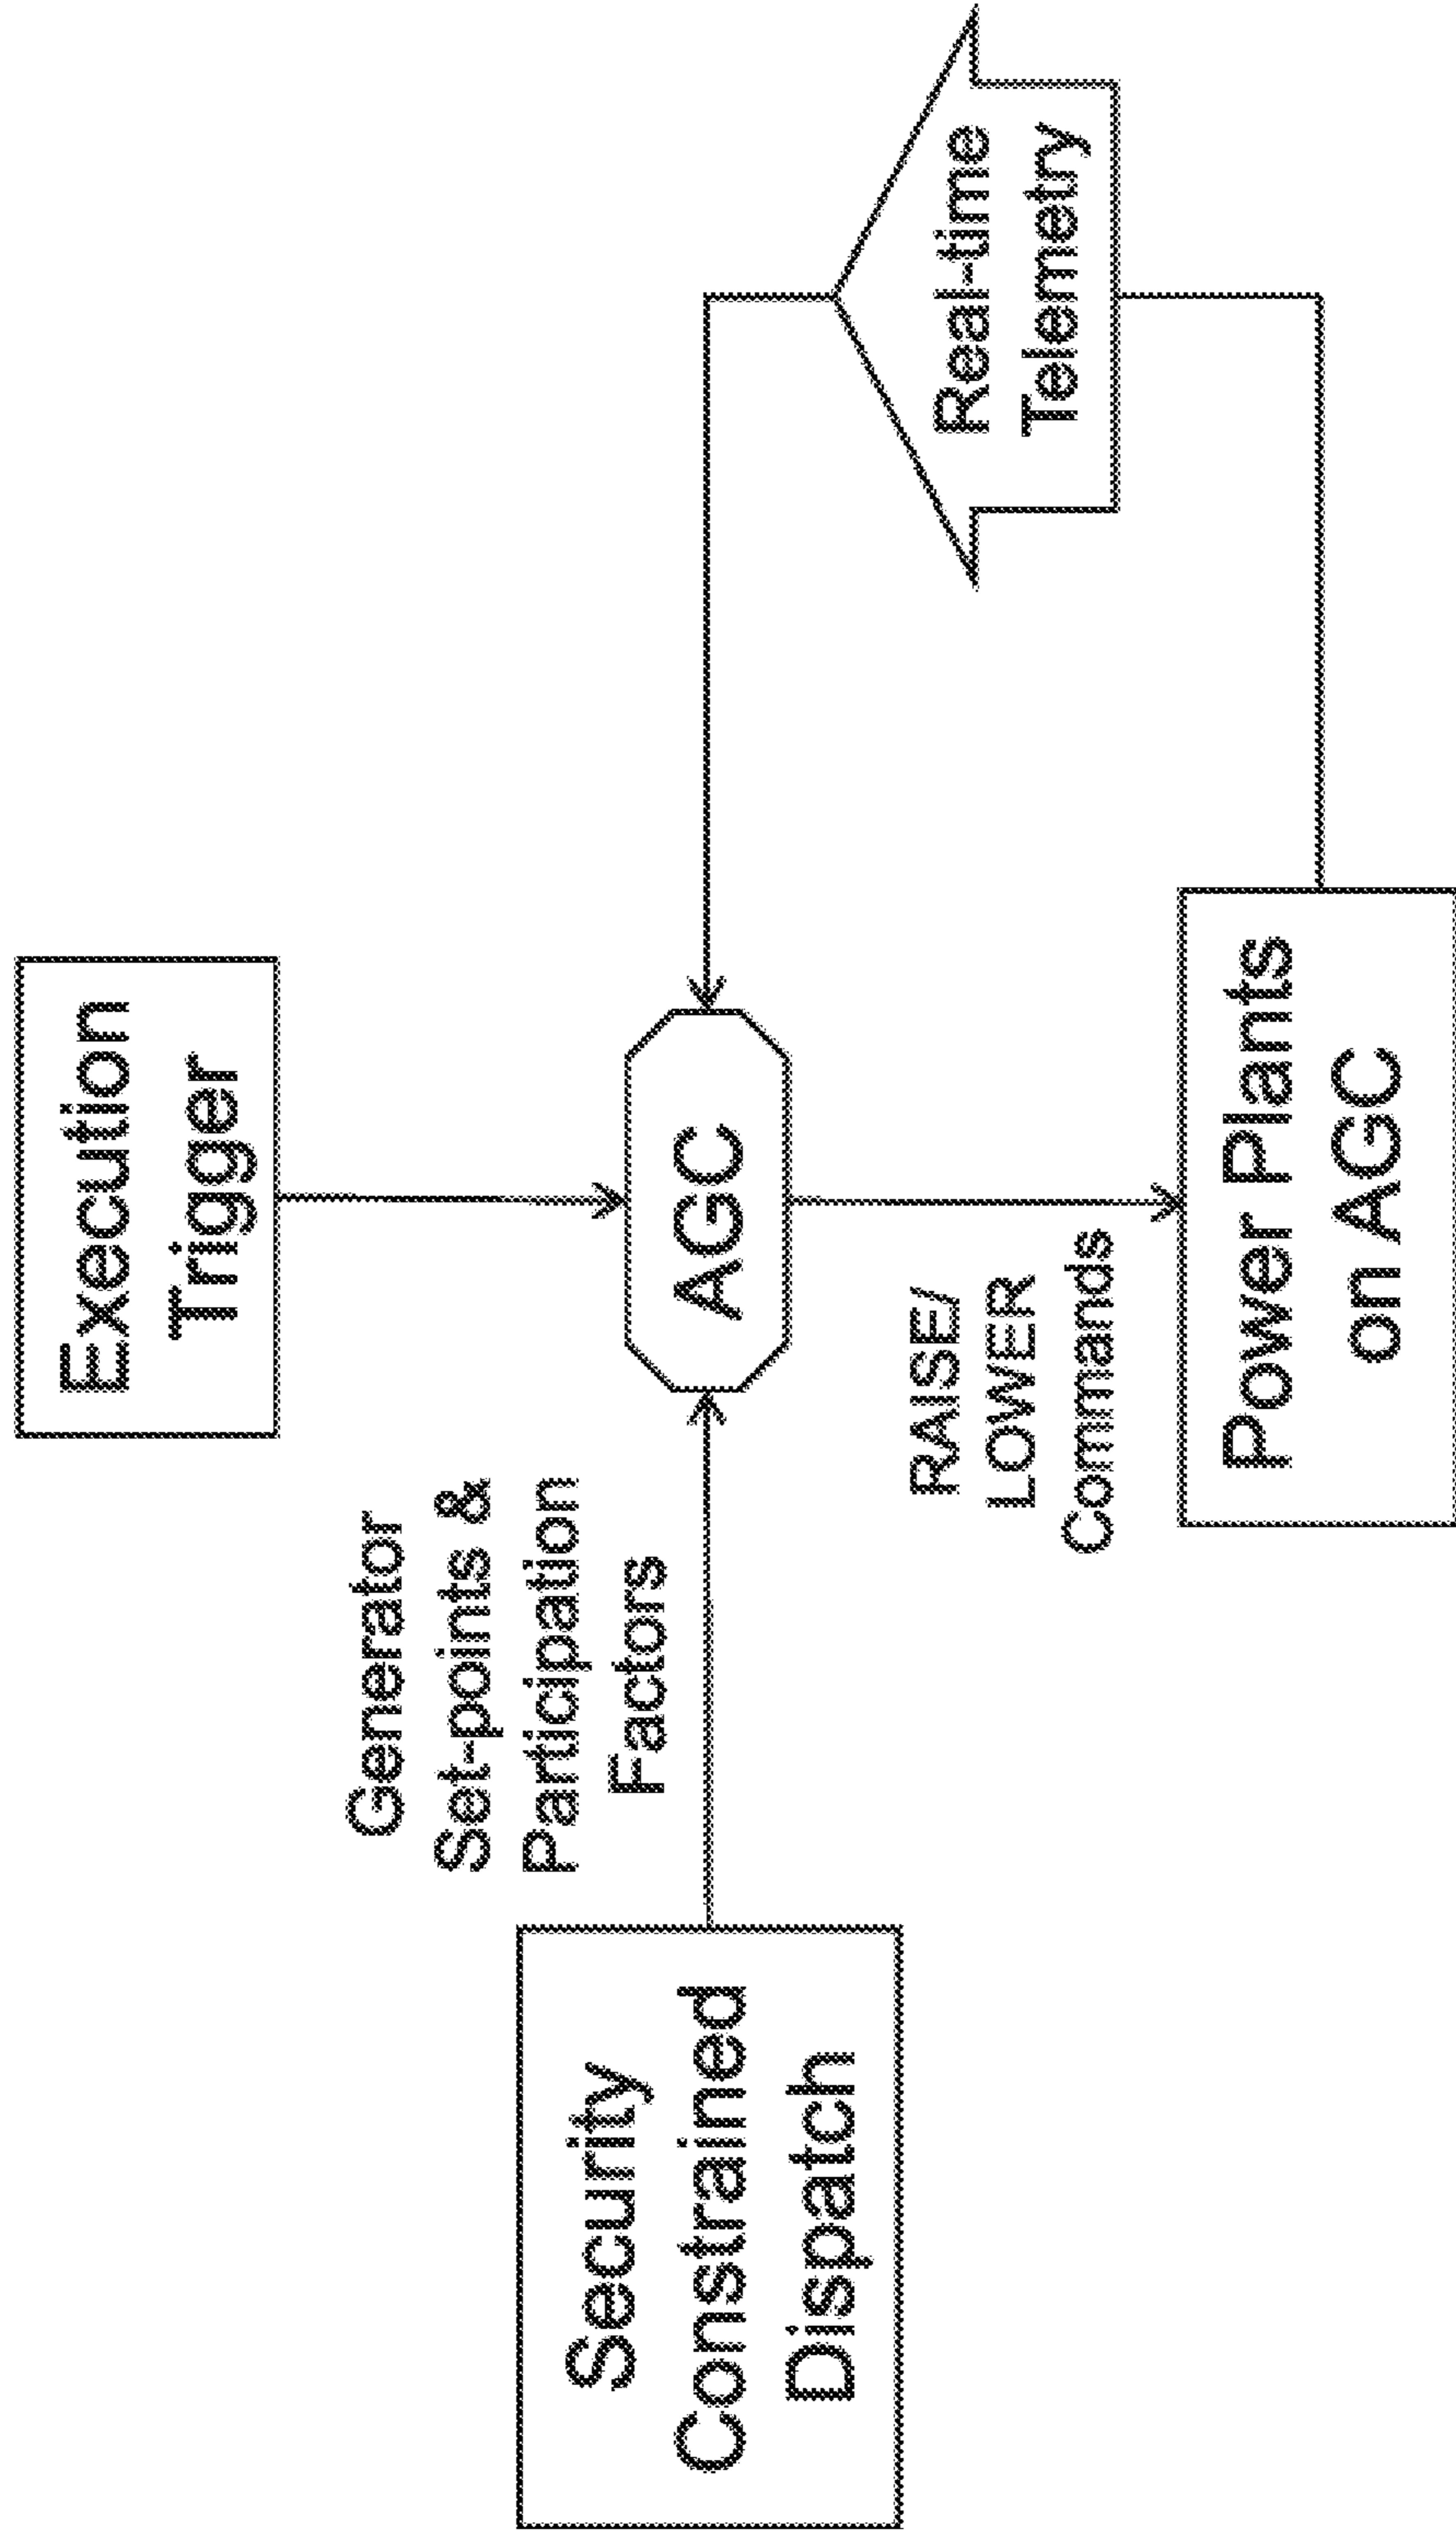 Execution
Trigger
Generator
Set-points &
Participation
Factors
Security
Constrained
Dispatch
AGC
RAISE/
LOWER
Commands
Real-time
Telemetry
Power Plants
on AGC